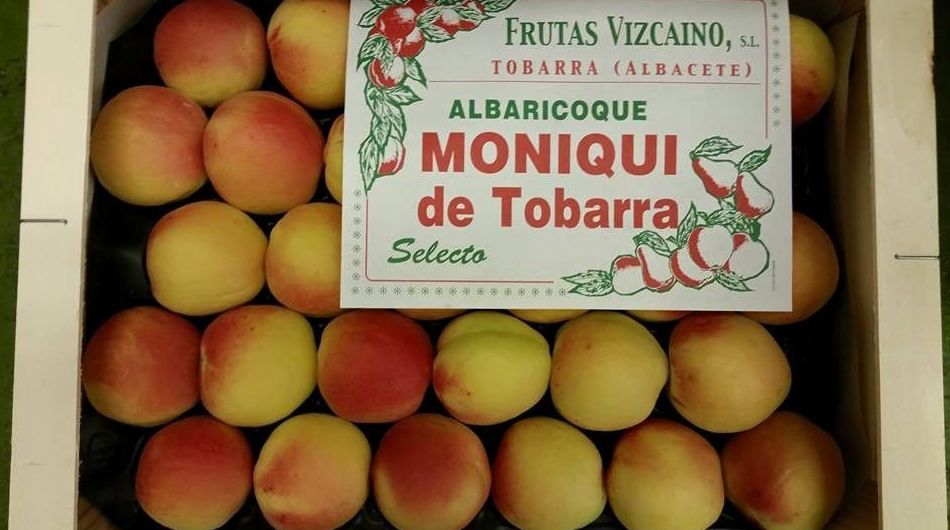 FRUTAS VIZCAINO, S.L.
TOBARRA (ALBACETE)
ALBARICOQUE
MONIQUI
de Tobarra
Selecto